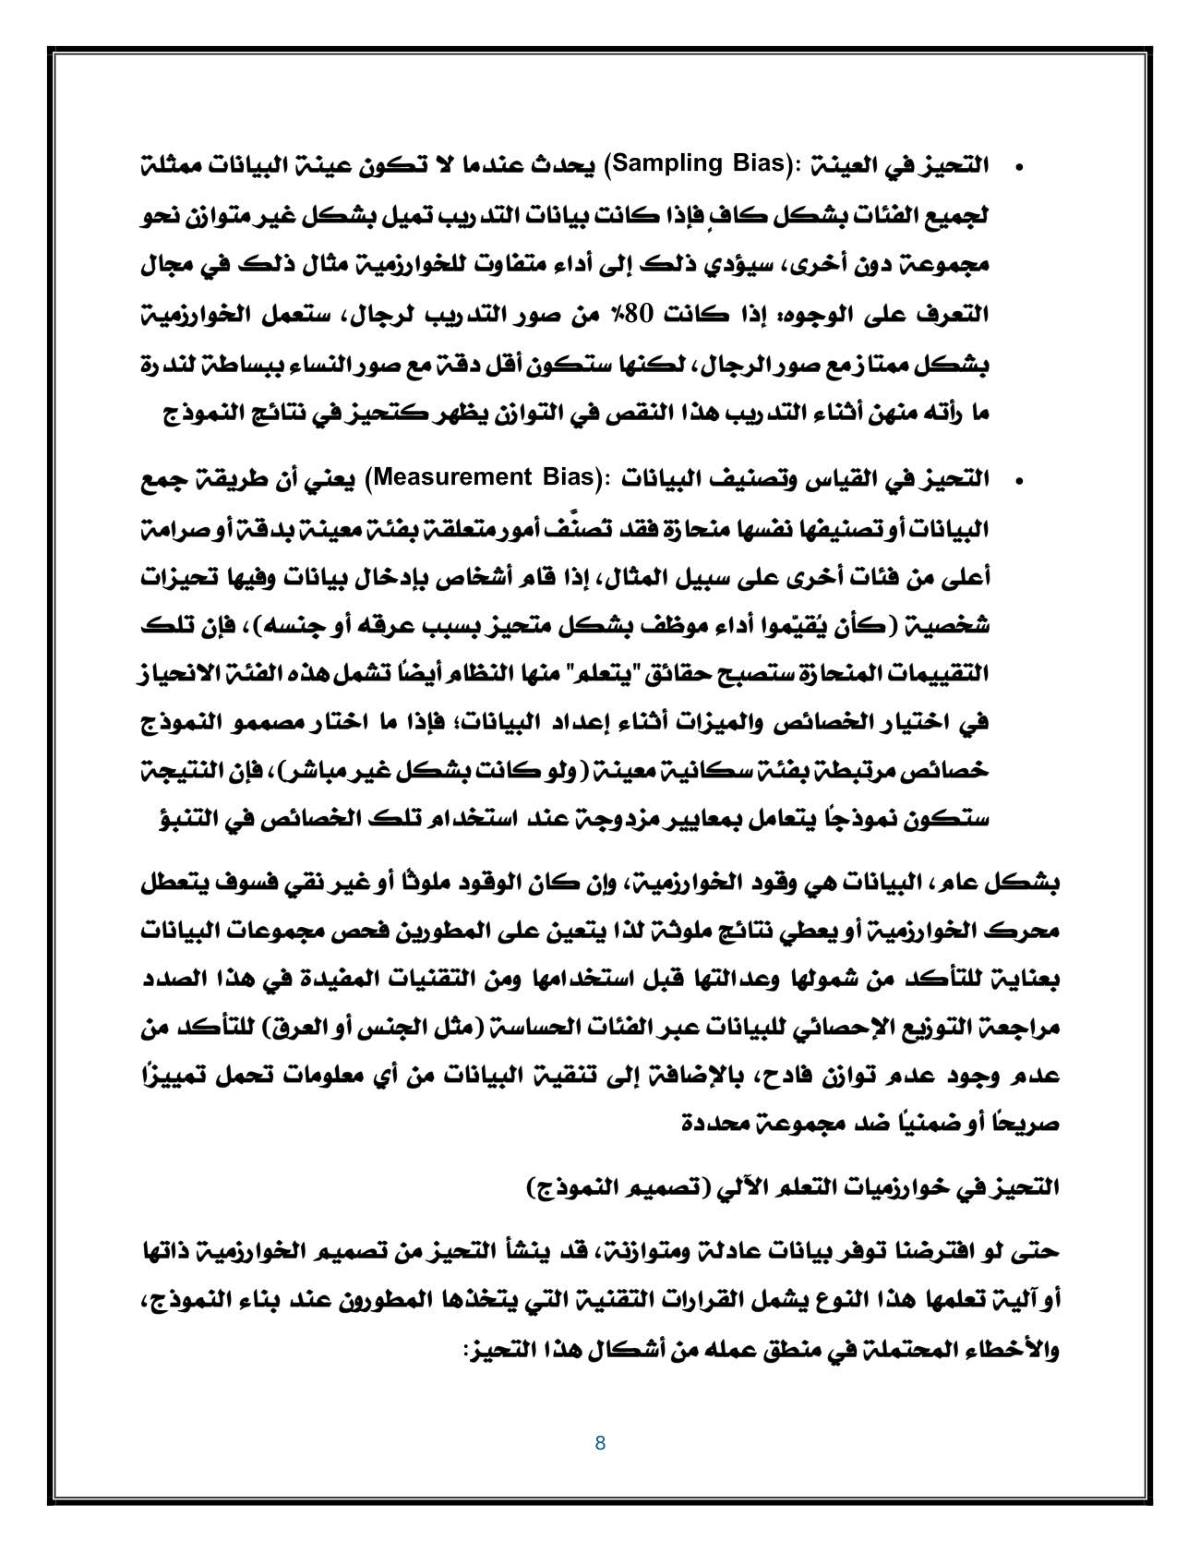 • التحيز في العينة :(Sampling Bias) يحدث عندما لا تكون عينة البيانات ممثلة
لجميع الفئات بشكل كافٍ فإذا كانت بيانات التدريب تميل بشكل غير متوازن نحو
مجموعة دون أخرى، سيؤدي ذلك إلى أداء متفاوت للخوارزمية مثال ذلك في مجال
التعرف على الوجوه: إذا كانت 80% من صور التدريب لرجال، ستعمل الخوارزمية
بشكل ممتاز مع صور الرجال، لكنها ستكون أقل دقة مع صور النساء ببساطة لندرة
ما رأته منهن أثناء التدريب هذا النقص في التوازن يظهر كتحيز في نتائج النموذج
• التحيز في القياس وتصنيف البيانات :(Measurement Bias) يعني أن طريقة جمع
البيانات أو تصنيفها نفسها منحازة فقد تصنَّف أمور متعلقة بفئة معينة بدقة أو صرامة
أعلى من فئات أخرى على سبيل المثال، إذا قام أشخاص بإدخال بيانات وفيها تحيزات
شخصية (كأن يُقيّموا أداء موظف بشكل متحيز بسبب عرقه أو جنسه)، فإن تلك
التقييمات المنحازة ستصبح حقائق "يتعلم" منها النظام أيضًا تشمل هذه الفئة الانحياز
في اختيار الخصائص والميزات أثناء إعداد البيانات؛ فإذا ما اختار مصممو النموذج
خصائص مرتبطة بفئة سكانية معينة (ولو كانت بشكل غير مباشر)، فإن النتيجة
ستكون نموذجًا يتعامل بمعايير مزدوجة عند استخدام تلك الخصائص في التنبؤ
بشكل عام، البيانات هي وقود الخوارزمية، وإن كان الوقود ملوثًا أو غير نقي فسوف يتعطل
محرك الخوارزمية أو يعطي نتائج ملوثة لذا يتعين على المطورين فحص مجموعات البيانات
بعناية للتأكد من شمولها وعدالتها قبل استخدامها ومن التقنيات المفيدة في هذا الصدد
مراجعة التوزيع الإحصائي للبيانات عبر الفئات الحساسة (مثل الجنس أو العرق) للتأكد من
عدم وجود عدم توازن فادح، بالإضافة إلى تنقية البيانات من أي معلومات تحمل تمييزًا
صريحًا أو ضمنيًا ضد مجموعة محددة
التحيز في خوارزميات التعلم الآلي (تصميم النموذج)
حتى لو افترضنا توفر بيانات عادلة ومتوازنة، قد ينشأ التحيز من تصميم الخوارزمية ذاتها
أو آلية تعلمها هذا النوع يشمل القرارات التقنية التي يتخذها المطورون عند بناء النموذج،
والأخطاء المحتملة في منطق عمله من أشكال هذا التحيز:
8